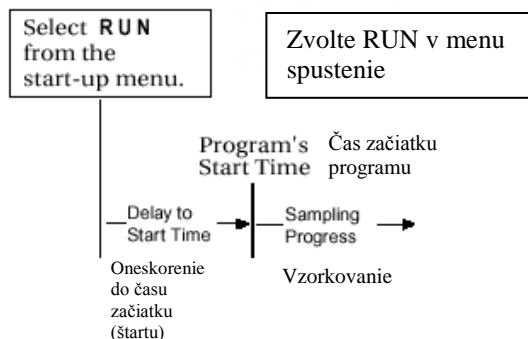 Select RUN
from the
start-up menu.
Zvolte RUN v menu
spustenie
Program's
Start Time
Čas začiatku
programu
Delay to
Start Time
Sampling
Progress
Oneskorenie
do času
začiatku
(štartu)
Vzorkovanie